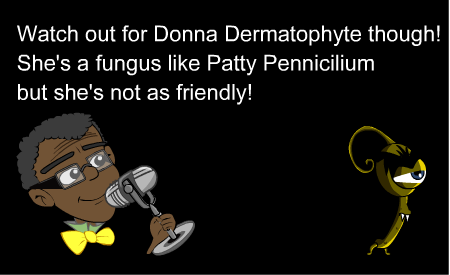 Watch out for Donna Dermatophyte though!
She's a fungus like Patty Pennicilium
but she's not as friendly!